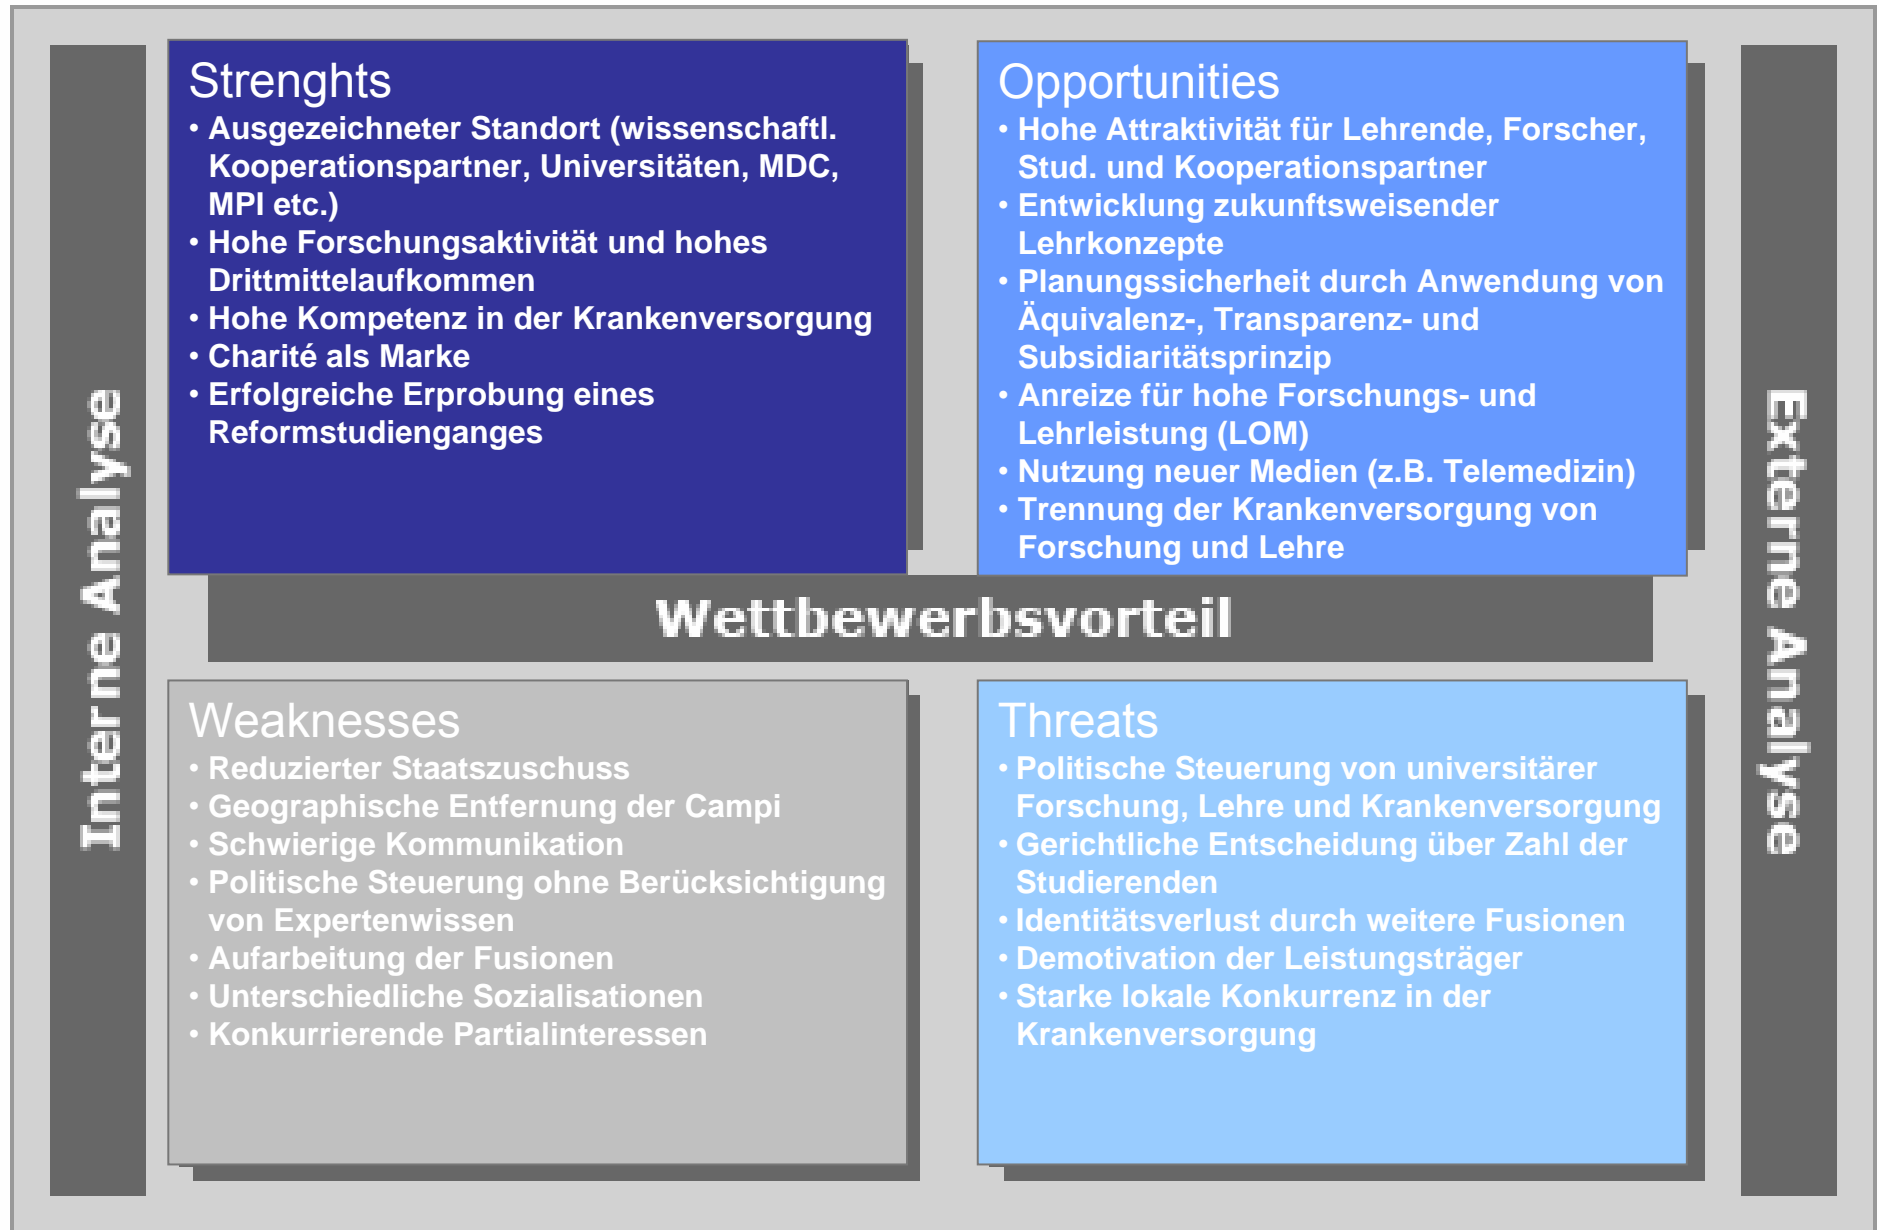 Interne Analyse
Strenghts
• Ausgezeichneter Standort (wissenschaftl.
Kooperationspartner, Universitäten, MDC,
MPI etc.)
• Hohe Forschungsaktivität und hohes
Drittmittelaufkommen
• Hohe Kompetenz in der Krankenversorgung
• Charité als Marke
• Erfolgreiche Erprobung eines
Reformstudienganges
Opportunities
• Hohe Attraktivität für Lehrende, Forscher,
Stud. und Kooperationspartner
• Entwicklung zukunftsweisender
Lehrkonzepte
• Planungssicherheit durch Anwendung von
Äquivalenz-, Transparenz- und
Subsidiaritätsprinzip
• Anreize für hohe Forschungs- und
Lehrleistung (LOM)
• Nutzung neuer Medien (z.B. Telemedizin)
• Trennung der Krankenversorgung von
Forschung und Lehre
Wettbewerbsvorteil
Weaknesses
• Reduzierter Staatszuschuss
• Geographische Entfernung der Campi
• Schwierige Kommunikation
• Politische Steuerung ohne Berücksichtigung
von Expertenwissen
• Aufarbeitung der Fusionen
• Unterschiedliche Sozialisationen
• Konkurrierende Partialinteressen
Threats
• Politische Steuerung von universitärer
Forschung, Lehre und Krankenversorgung
• Gerichtliche Entscheidung über Zahl der
Studierenden
• Identitätsverlust durch weitere Fusionen
• Demotivation der Leistungsträger
• Starke lokale Konkurrenz in der
Krankenversorgung
Externe Analyse